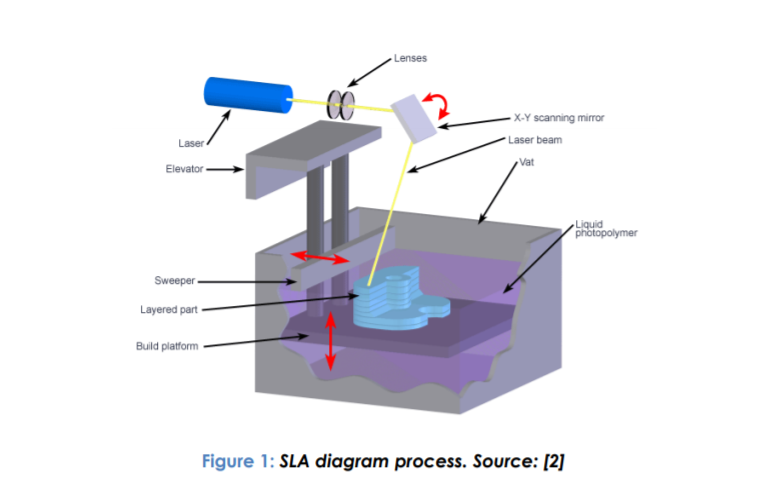 Lenses
X-Y scanning mirror
Laser beam
Laser
Vat
Elevator
Liquid
photopolymer
Sweeper
Layered part
Build platform
Figure 1: SLA diagram process. Source: [2]